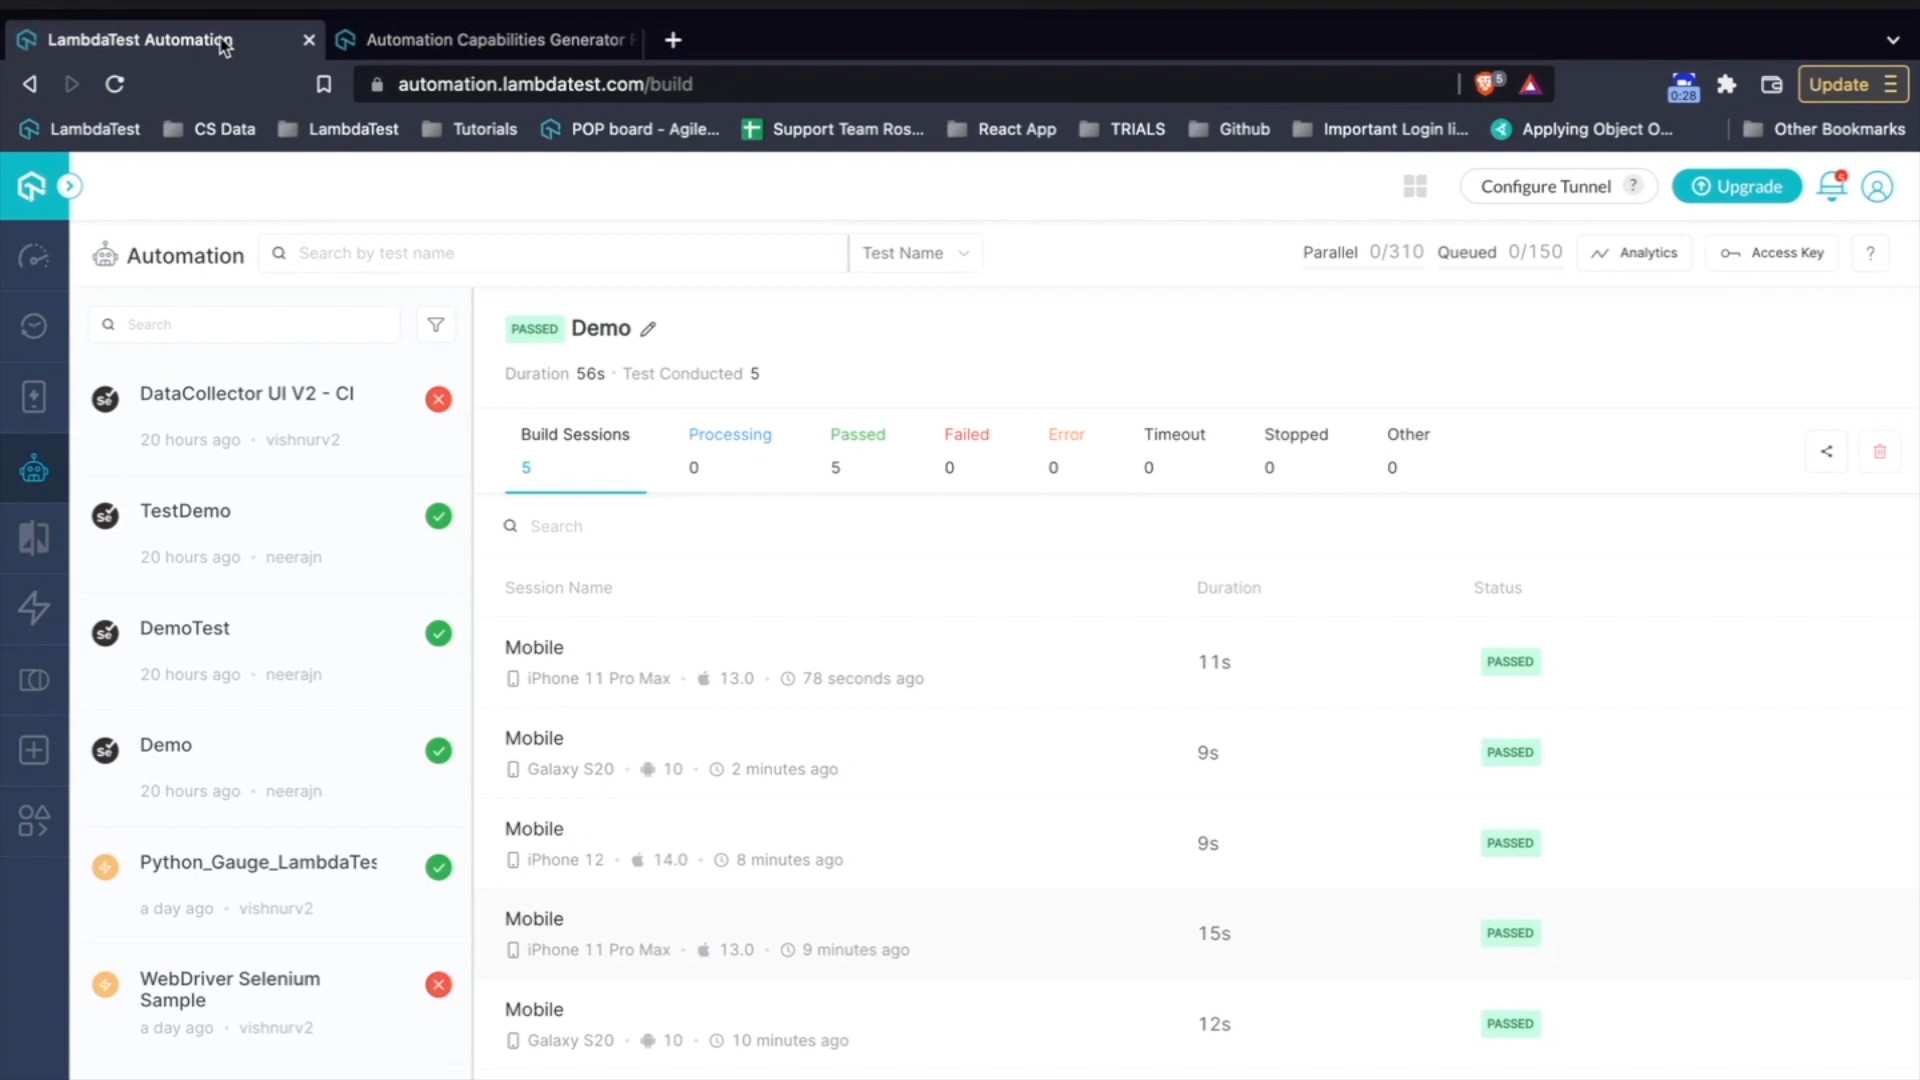 LambdaTest Automation
Automation Capabilities Generator
automation.lambdatest.com/build
5
0:28
Update
LambdaTest
CS Data
LambdaTest
Tutorials
POP board - Agile...
Support Team Ros...
React App
TRIALS
Github
Important Login li...
Applying Object O...
Other Bookmarks
Configure Tunnel ?
Upgrade
Automation
Search by test name
Test Name
Parallel 0/310
Queued 0/150
Analytics
Access Key
?
Search
DataCollector UI V2 - CI
20 hours ago • vishnurv2
TestDemo
20 hours ago • neerajn
DemoTest
20 hours ago • neerajn
Demo
20 hours ago • neerajn
Python_Gauge_LambdaTes
a day ago • vishnurv2
WebDriver Selenium
Sample
a day ago • vishnurv2
PASSED Demo
Duration 56s • Test Conducted 5
Build Sessions Processing Passed Failed Error Timeout Stopped Other
5 0 5 0 0 0 0 0
Search
Session Name Duration Status
Mobile
iPhone 11 Pro Max • 13.0 • 78 seconds ago
11s
PASSED
Mobile
Galaxy S20 • 10 • 2 minutes ago
9s
PASSED
Mobile
iPhone 12 • 14.0 • 8 minutes ago
9s
PASSED
Mobile
iPhone 11 Pro Max • 13.0 • 9 minutes ago
15s
PASSED
Mobile
Galaxy S20 • 10 • 10 minutes ago
12s
PASSED